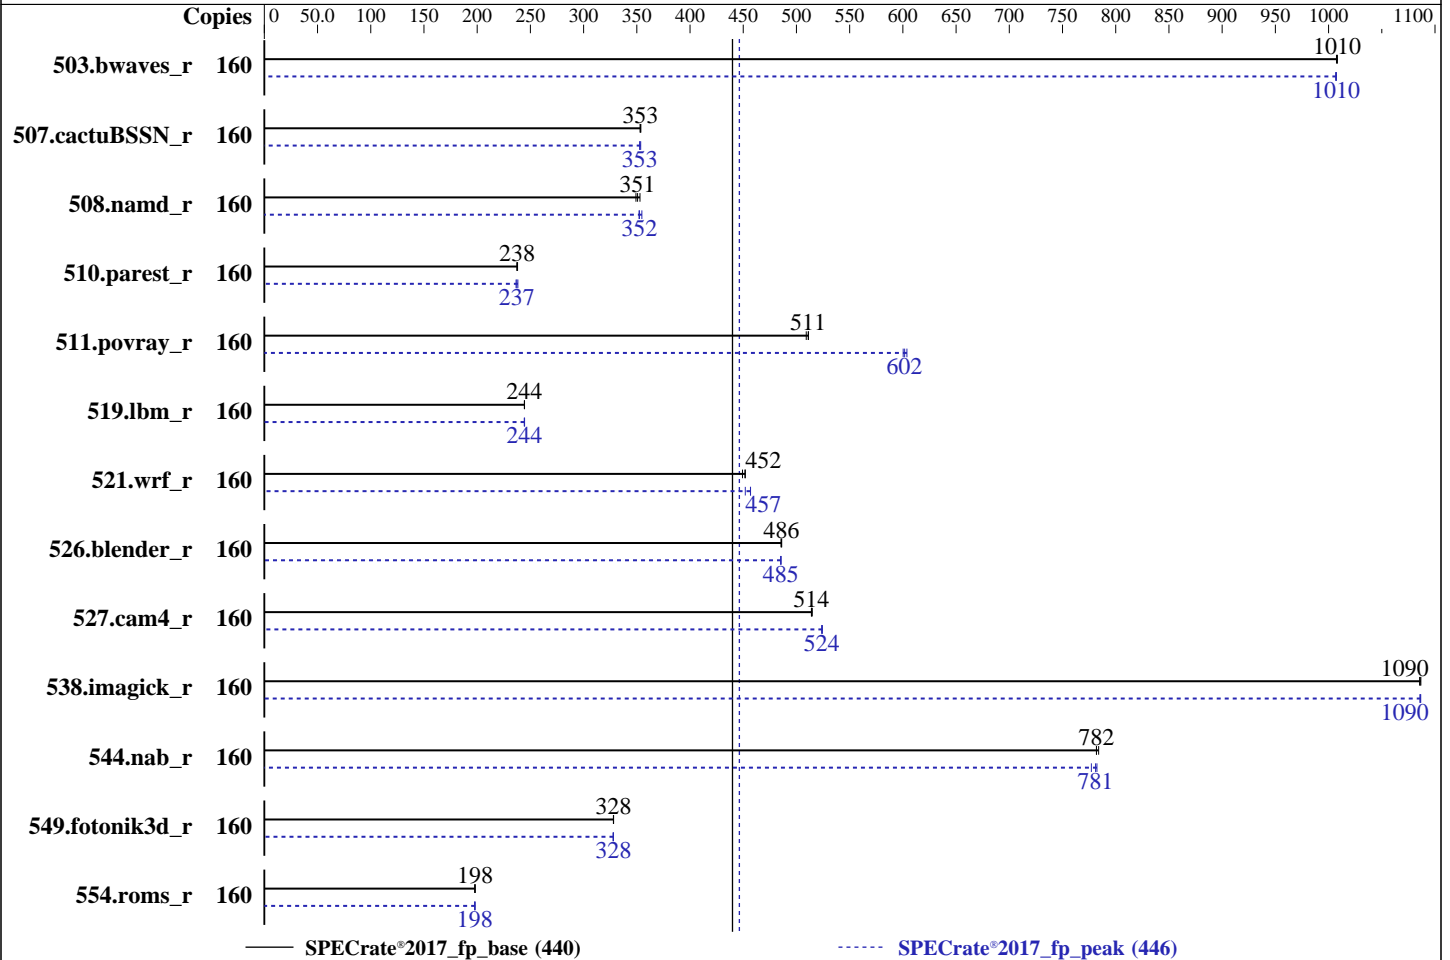 Copies 0 50.0 100 150 200 250 300 350 400 450 500 550 600 650 700 750 800 850 900 950 1000 1100
503.bwaves_r 160 1010
1010
507.cactuBSSN_r 160 353
353
508.namd_r 160 351
352
510.parest_r 160 238
237
511.povray_r 160 511
602
519.lbm_r 160 244
244
521.wrf_r 160 452
457
526.blender_r 160 486
485
527.cam4_r 160 514
524
538.imagick_r 160 1090
1090
544.nab_r 160 782
781
549.fotonik3d_r 160 328
328
554.roms_r 160 198
198
SPECrate®2017_fp_base (440) SPECrate®2017_fp_peak (446)